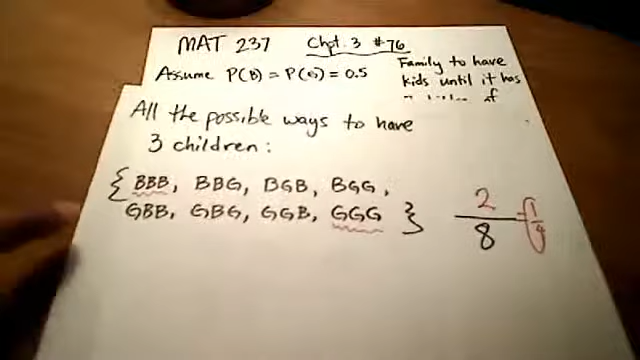 MAT 237 Chpt. 3 #76
Assume P(B) = P(G) = 0.5
Family to have
kids until it has
of
All the possible ways to have
3 children:
{ BBB, BBG, BGB, BGG,
GBB, GBG, GGB, GGG }
2/8 = 1/4